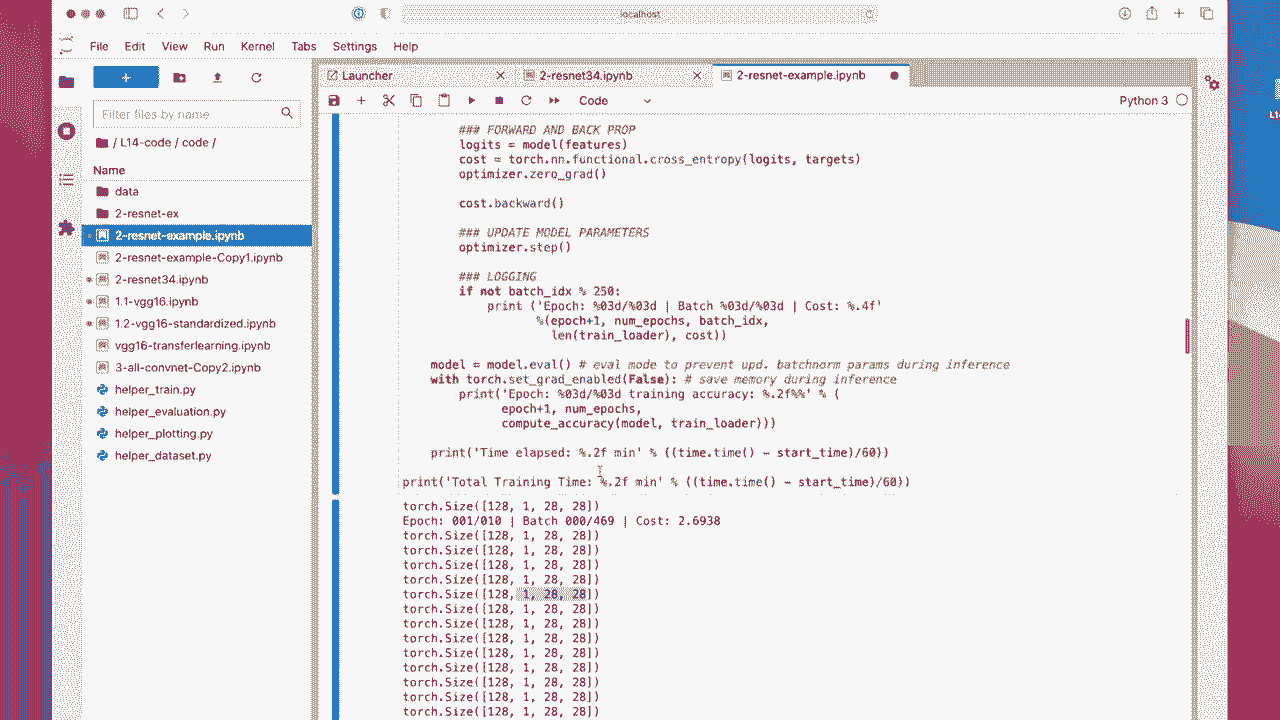 localhost
File Edit View Run Kernel Tabs Settings Help
+
Filter files by name
/ L14-code / code /
Name
data
2-resnet-ex
2-resnet-example.ipynb
2-resnet-example-Copy1.ipynb
2-resnet34.ipynb
1.1-vgg16.ipynb
1.2-vgg16-standardized.ipynb
vgg16-transferlearning.ipynb
3-all-convnet-Copy2.ipynb
helper_train.py
helper_evaluation.py
helper_plotting.py
helper_dataset.py
Launcher
2-resnet34.ipynb
2-resnet-example.ipynb
Code
Python 3
### FORWARD AND BACK PROP
logits = model(features)
cost = torch.nn.functional.cross_entropy(logits, targets)
optimizer.zero_grad()
cost.backward()
### UPDATE MODEL PARAMETERS
optimizer.step()
### LOGGING
if not batch_idx % 250:
print ('Epoch: %03d/%03d | Batch %03d/%03d | Cost: %.4f'
%(epoch+1, num_epochs, batch_idx,
len(train_loader), cost))
model = model.eval() # eval mode to prevent upd. batchnorm params during inference
with torch.set_grad_enabled(False): # save memory during inference
print('Epoch: %03d/%03d training accuracy: %.2f%%' % (
epoch+1, num_epochs,
compute_accuracy(model, train_loader)))
print('Time elapsed: %.2f min' % ((time.time() - start_time)/60))
print('Total Training Time: %.2f min' % ((time.time() - start_time)/60))
torch.Size([128, 1, 28, 28])
Epoch: 001/010 | Batch 000/469 | Cost: 2.6938
torch.Size([128, 1, 28, 28])
torch.Size([128, 1, 28, 28])
torch.Size([128, 1, 28, 28])
torch.Size([128, 1, 28, 28])
torch.Size([128, 1, 28, 28])
torch.Size([128, 1, 28, 28])
torch.Size([128, 1, 28, 28])
torch.Size([128, 1, 28, 28])
torch.Size([128, 1, 28, 28])
torch.Size([128, 1, 28, 28])
torch.Size([128, 1, 28, 28])
torch.Size([128, 1, 28, 28])
torch.Size([128, 1, 28, 28])
L1